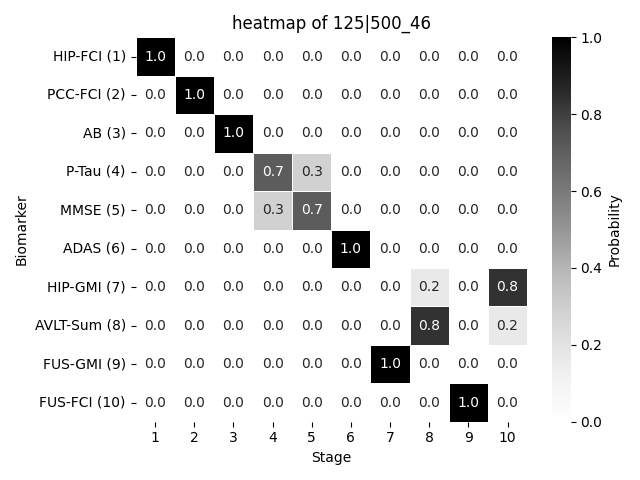 heatmap of 125|500_46
HIP-FCI (1) 1.0 0.0 0.0 0.0 0.0 0.0 0.0 0.0 0.0 0.0
PCC-FCI (2) 0.0 1.0 0.0 0.0 0.0 0.0 0.0 0.0 0.0 0.0
AB (3) 0.0 0.0 1.0 0.0 0.0 0.0 0.0 0.0 0.0 0.0
P-Tau (4) 0.0 0.0 0.0 0.7 0.3 0.0 0.0 0.0 0.0 0.0
MMSE (5) 0.0 0.0 0.0 0.3 0.7 0.0 0.0 0.0 0.0 0.0
ADAS (6) 0.0 0.0 0.0 0.0 0.0 1.0 0.0 0.0 0.0 0.0
HIP-GMI (7) 0.0 0.0 0.0 0.0 0.0 0.0 0.0 0.2 0.0 0.8
AVLT-Sum (8) 0.0 0.0 0.0 0.0 0.0 0.0 0.0 0.8 0.0 0.2
FUS-GMI (9) 0.0 0.0 0.0 0.0 0.0 0.0 1.0 0.0 0.0 0.0
FUS-FCI (10) 0.0 0.0 0.0 0.0 0.0 0.0 0.0 0.0 1.0 0.0
1 2 3 4 5 6 7 8 9 10
Stage
Biomarker
1.0
0.8
0.6
0.4
0.2
0.0
Probability